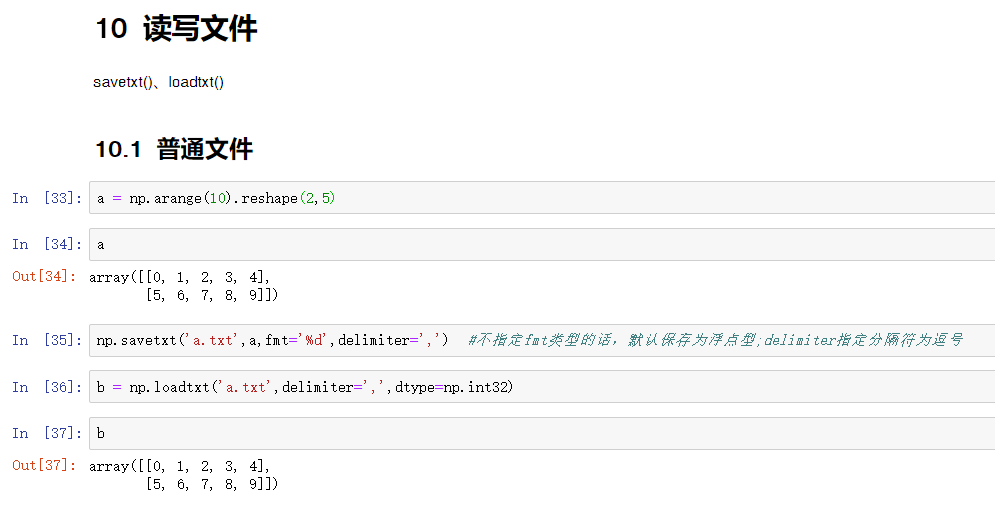 10 读写文件
savetxt()、loadtxt()
10.1 普通文件
In [33]: a = np.arange(10).reshape(2,5)
In [34]: a
Out[34]: array([[0, 1, 2, 3, 4],
[5, 6, 7, 8, 9]])
In [35]: np.savetxt('a.txt',a,fmt='%d',delimiter=',') #不指定fmt类型的话，默认保存为浮点型;delimiter指定分隔符为逗号
In [36]: b = np.loadtxt('a.txt',delimiter=',',dtype=np.int32)
In [37]: b
Out[37]: array([[0, 1, 2, 3, 4],
[5, 6, 7, 8, 9]])